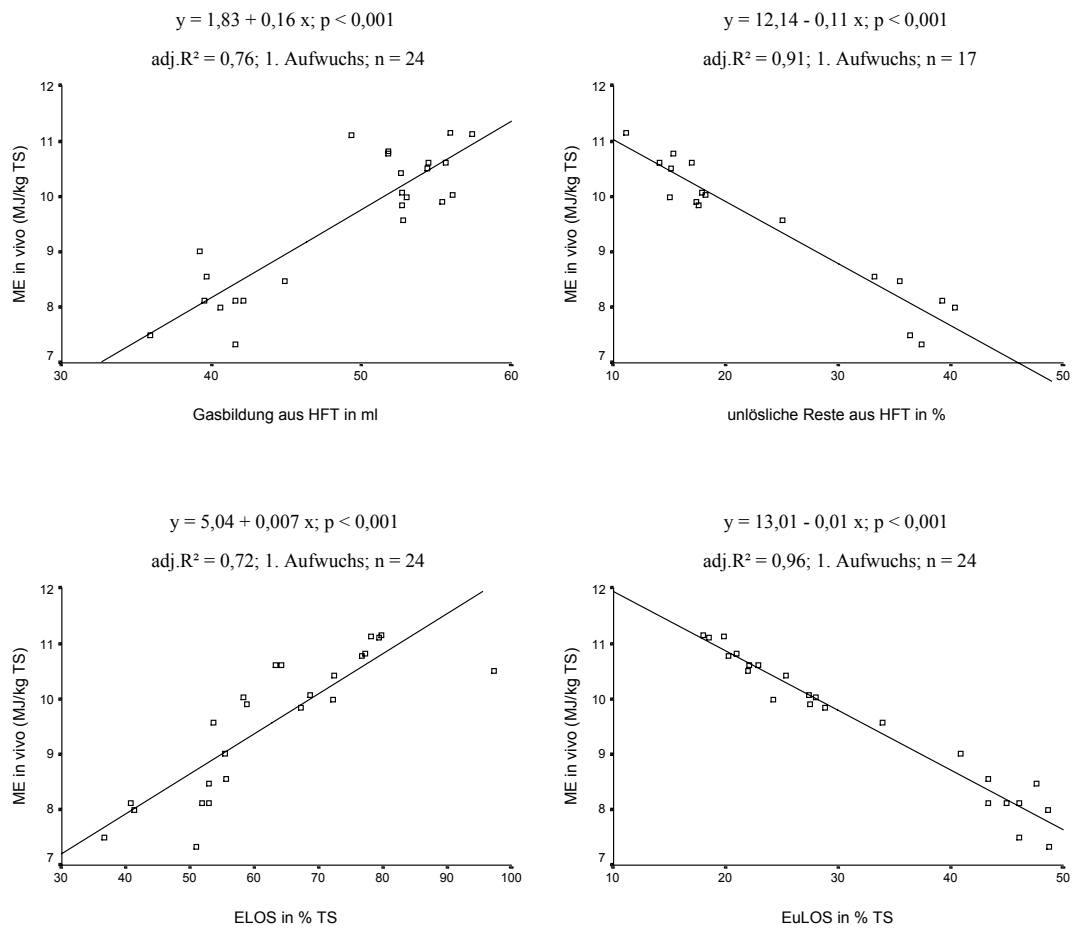 y = 1,83 + 0,16 x; p < 0,001
adj.R² = 0,76; 1. Aufwuchs; n = 24
12
11
10
9
8
7
ME in vivo (MJ/kg TS)
30
40
50
60
Gasbildung aus HFT in ml
y = 12,14 - 0,11 x; p < 0,001
adj.R² = 0,91; 1. Aufwuchs; n = 17
12
11
10
9
8
7
ME in vivo (MJ/kg TS)
10
20
30
40
50
unlösliche Reste aus HFT in %
y = 5,04 + 0,007 x; p < 0,001
adj.R² = 0,72; 1. Aufwuchs; n = 24
12
11
10
9
8
7
ME in vivo (MJ/kg TS)
30
40
50
60
70
80
90
100
ELOS in % TS
y = 13,01 - 0,01 x; p < 0,001
adj.R² = 0,96; 1. Aufwuchs; n = 24
12
11
10
9
8
7
ME in vivo (MJ/kg TS)
10
20
30
40
50
EuLOS in % TS